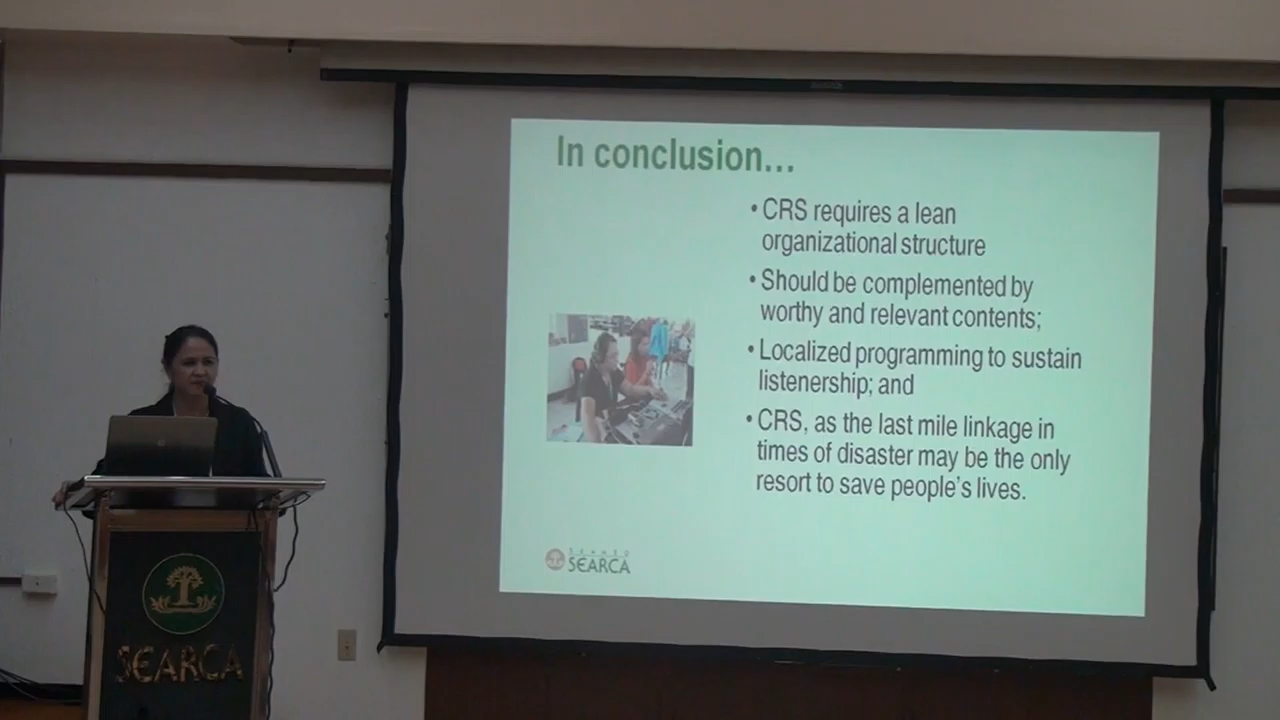 In conclusion...
• CRS requires a lean
organizational structure
• Should be complemented by
worthy and relevant contents;
• Localized programming to sustain
listenership; and
• CRS, as the last mile linkage in
times of disaster may be the only
resort to save people's lives.
SEAMEO
SEARCA
SEARCA